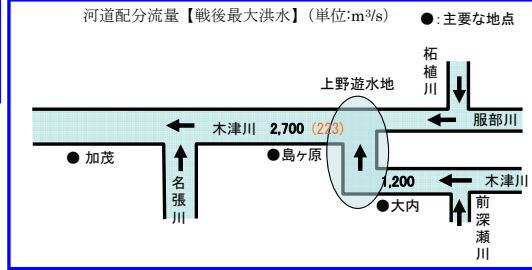 河道配分流量【戦後最大洪水】(単位:m³/s)
●:主要な地点
柘植川
上野遊水地
服部川
木津川 2,700 (223)
●加茂
●島ヶ原
名張川
1,200
木津川
●大内
前深瀬川